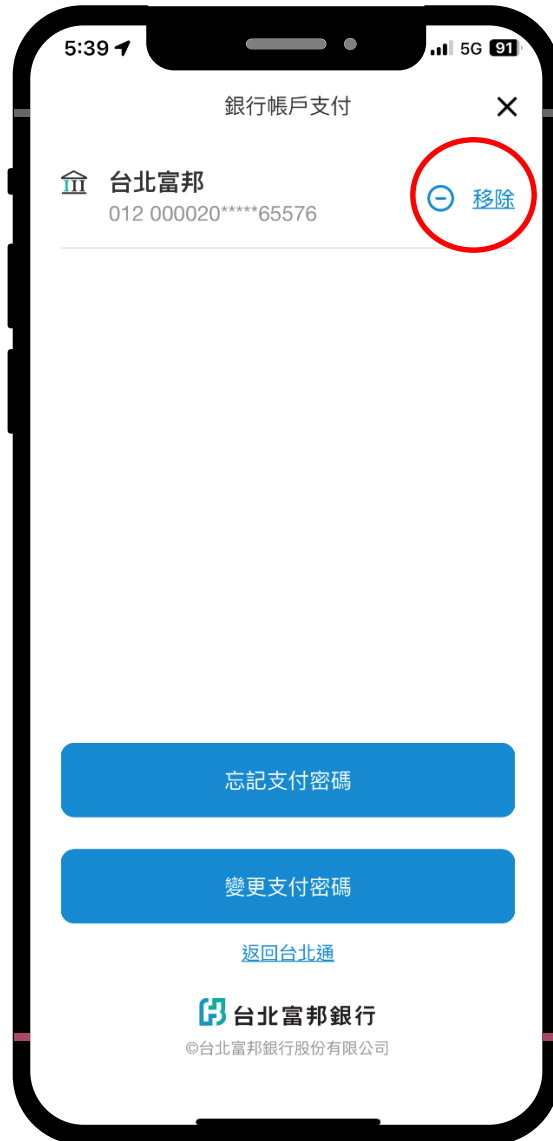 5:39 5G 91
銀行帳戶支付
台北富邦 移除
012 000020*****65576
忘記支付密碼
變更支付密碼
返回台北通
台北富邦銀行
©台北富邦銀行股份有限公司